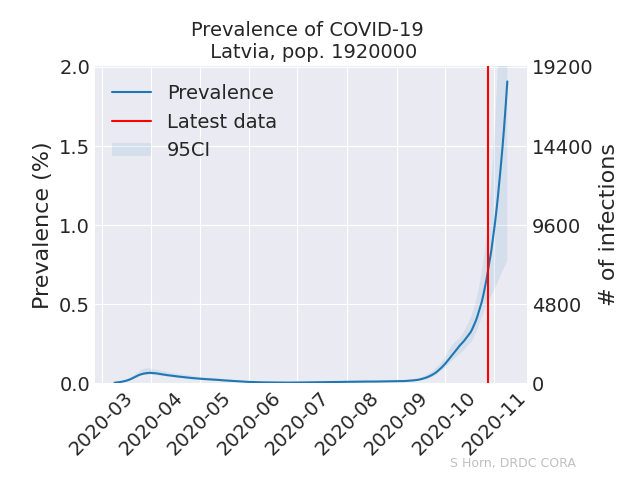 Prevalence of COVID-19
Latvia, pop. 1920000
Prevalence (%)
2.0
1.5
1.0
0.5
0.0
Prevalence
Latest data
95CI
19200
14400
9600
4800
0
# of infections
2020-03
2020-04
2020-05
2020-06
2020-07
2020-08
2020-09
2020-10
2020-11
S Horn, DRDC CORA